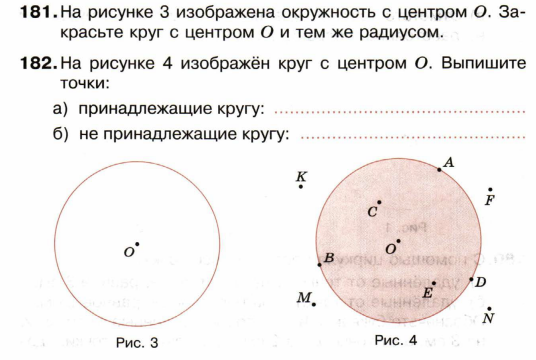 181. На рисунке 3 изображена окружность с центром O. За-
красьте круг с центром O и тем же радиусом.
182. На рисунке 4 изображён круг с центром O. Выпишите
точки:
а) принадлежащие кругу:
б) не принадлежащие кругу:
A
K
F
C
O
O
B
D
E
M
N
Рис. 3
Рис. 4